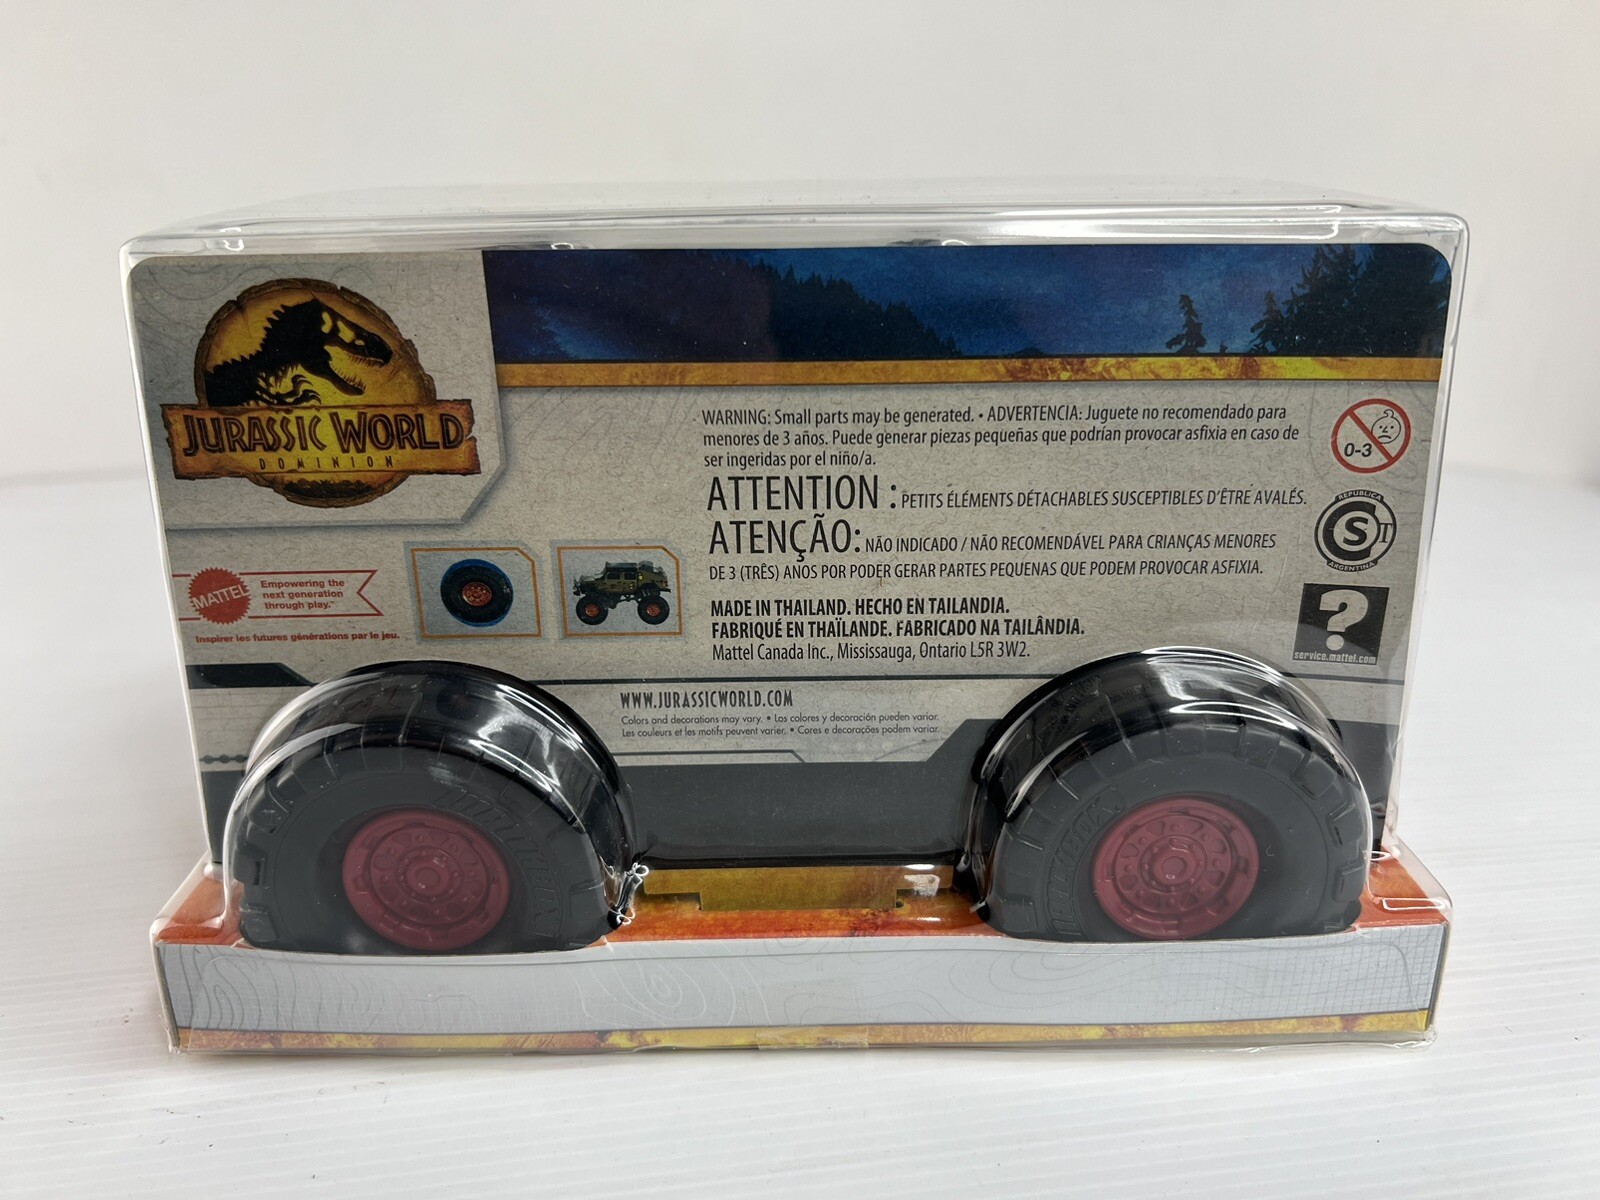 JURASSIC WORLD
DOMINION
WARNING: Small parts may be generated. • ADVERTENCIA: Juguete no recomendado para
menores de 3 años. Puede generar piezas pequeñas que podrían provocar asfixia en caso de
ser ingeridas por el niño/a.
ATTENTION : PETITS ÉLÉMENTS DÉTACHABLES SUSCEPTIBLES D'ÊTRE AVALÉS.
ATENÇÃO: NÃO INDICADO / NÃO RECOMENDÁVEL PARA CRIANÇAS MENORES
DE 3 (TRÊS) ANOS POR PODER GERAR PARTES PEQUENAS QUE PODEM PROVOCAR ASFIXIA.
MADE IN THAILAND. HECHO EN TAILANDIA.
FABRIQUÉ EN THAÏLANDE. FABRICADO NA TAILÂNDIA.
Mattel Canada Inc., Mississauga, Ontario L5R 3W2.
0-3
REPUBLICA
S T
ARGENTINA
?
service.mattel.com
MATTEL
Empowering the
next generation
through play.™
Inspirer les futures générations par le jeu.
WWW.JURASSICWORLD.COM
Colors and decorations may vary. • Los colores y decoración pueden variar.
Les couleurs et les motifs peuvent varier. • Cores e decorações podem variar.